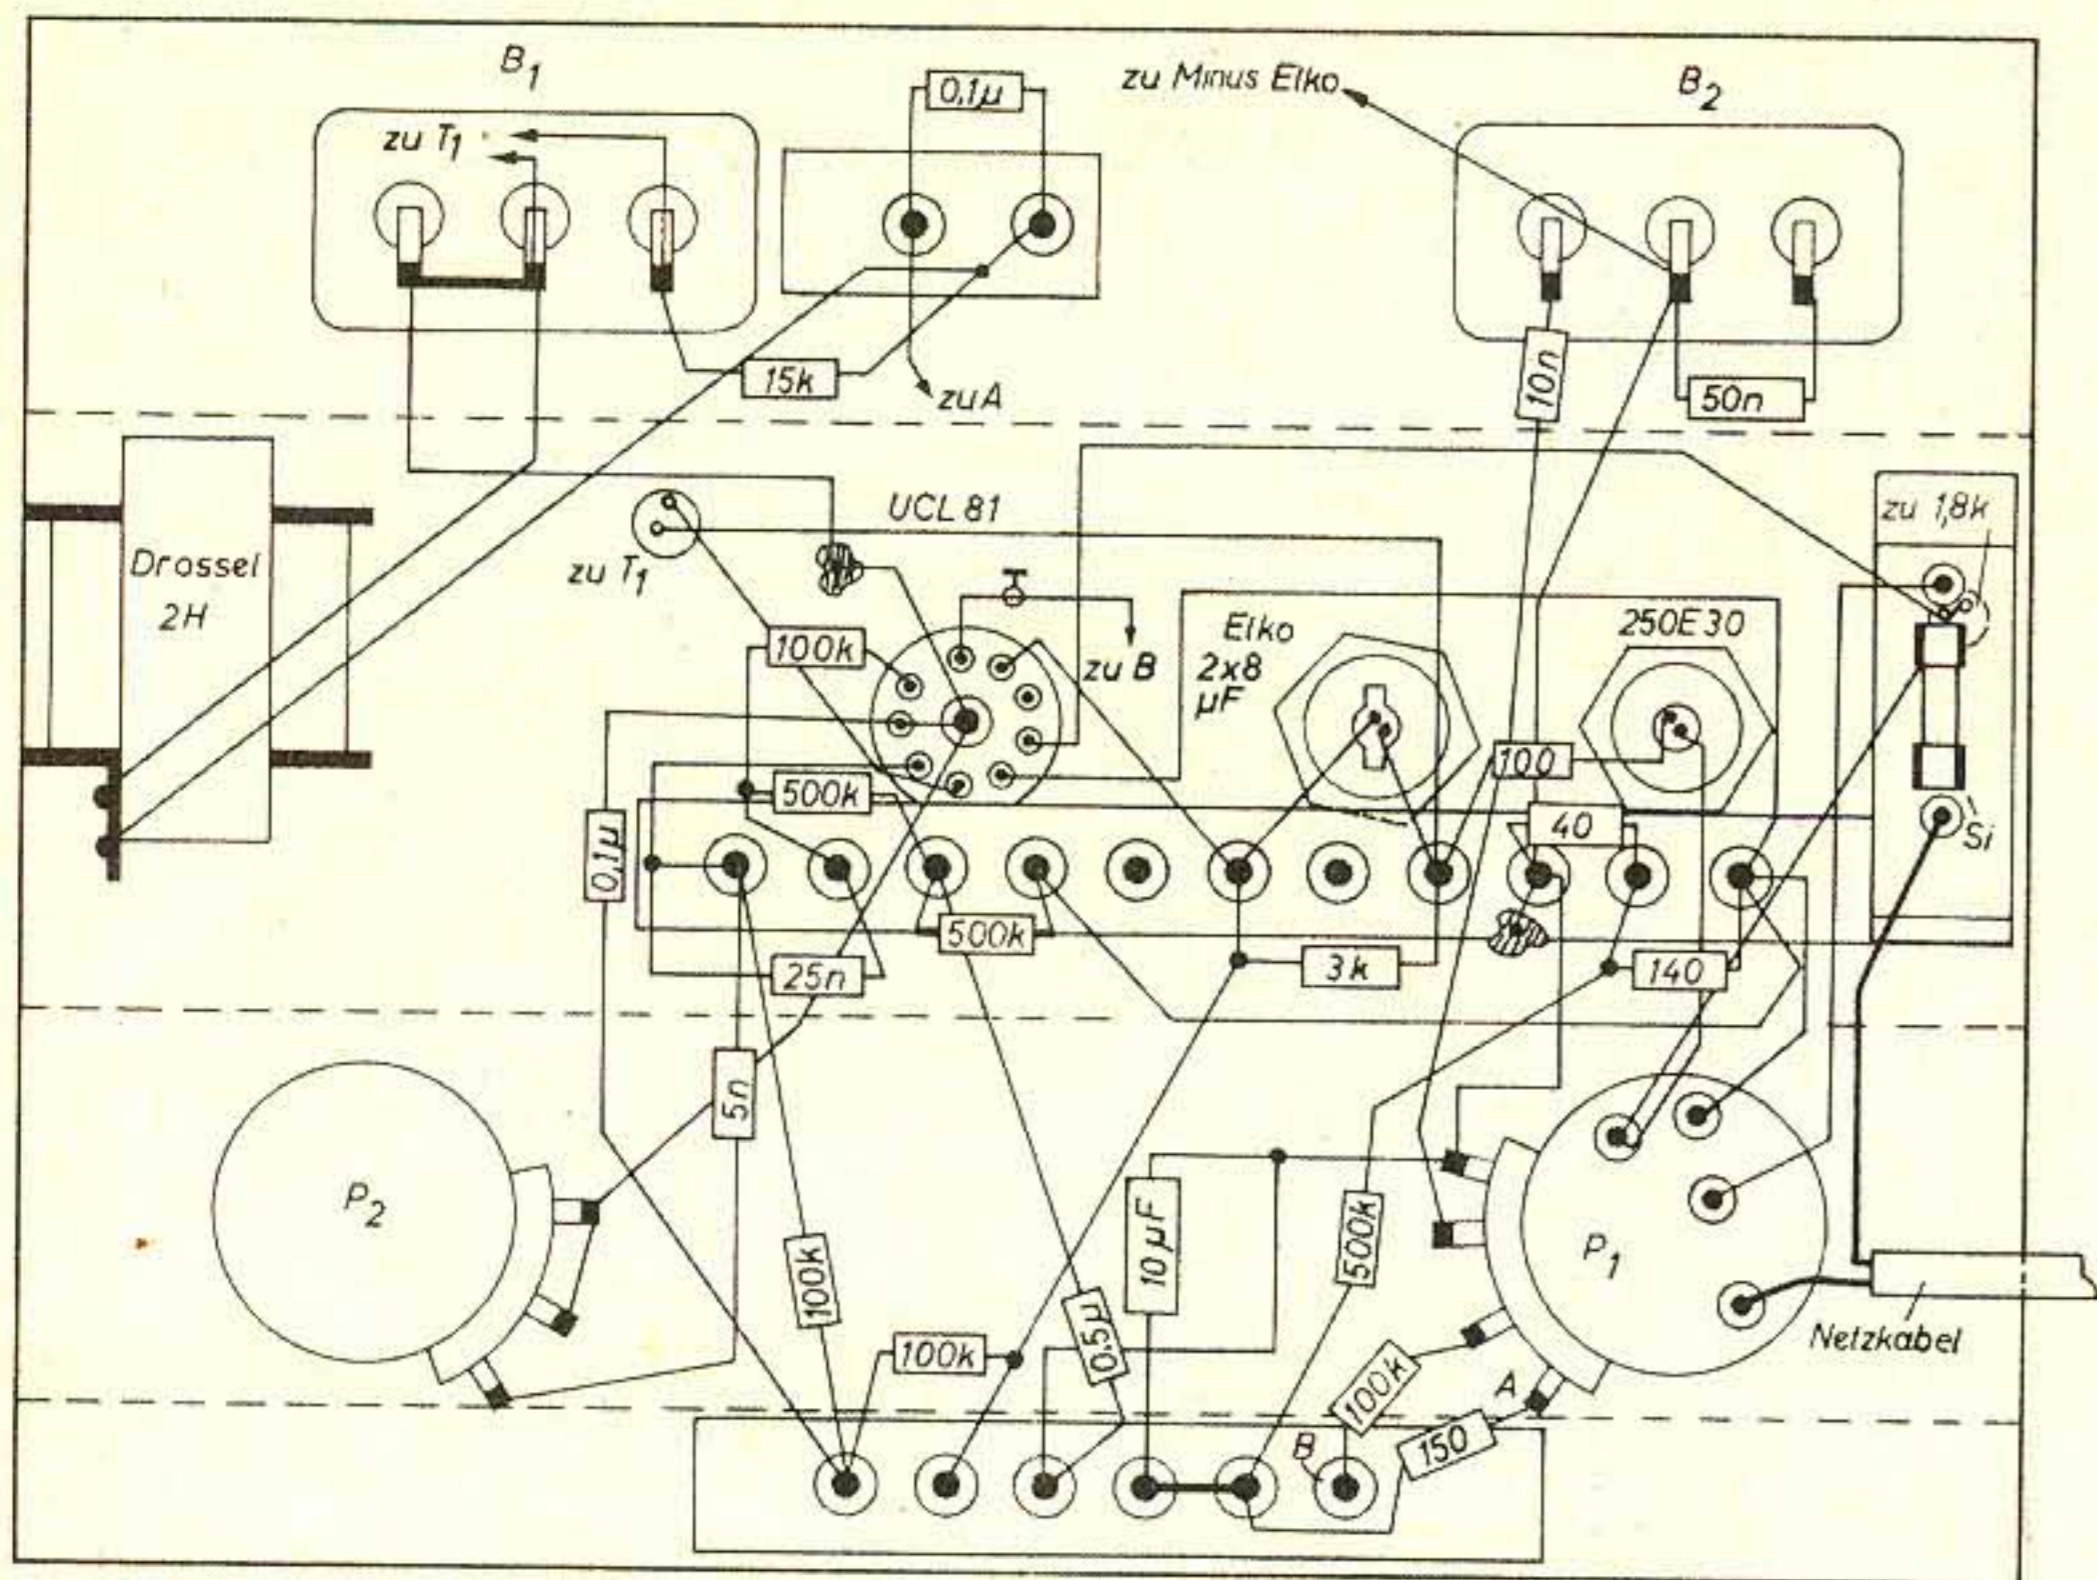 B1
0,1µ
zu Minus Elko
B2
zu T1
15k
zu A
10n
50n
UCL 81
zu 1,8k
Drossel
2H
zu T1
100k
zu B
Elko
2x8
µF
250E30
100
500k
40
Si
0,1µ
500k
25n
3k
140
5n
P2
10µF
500k
P1
100k
0,5µ
Netzkabel
100k
100k
A
B
150